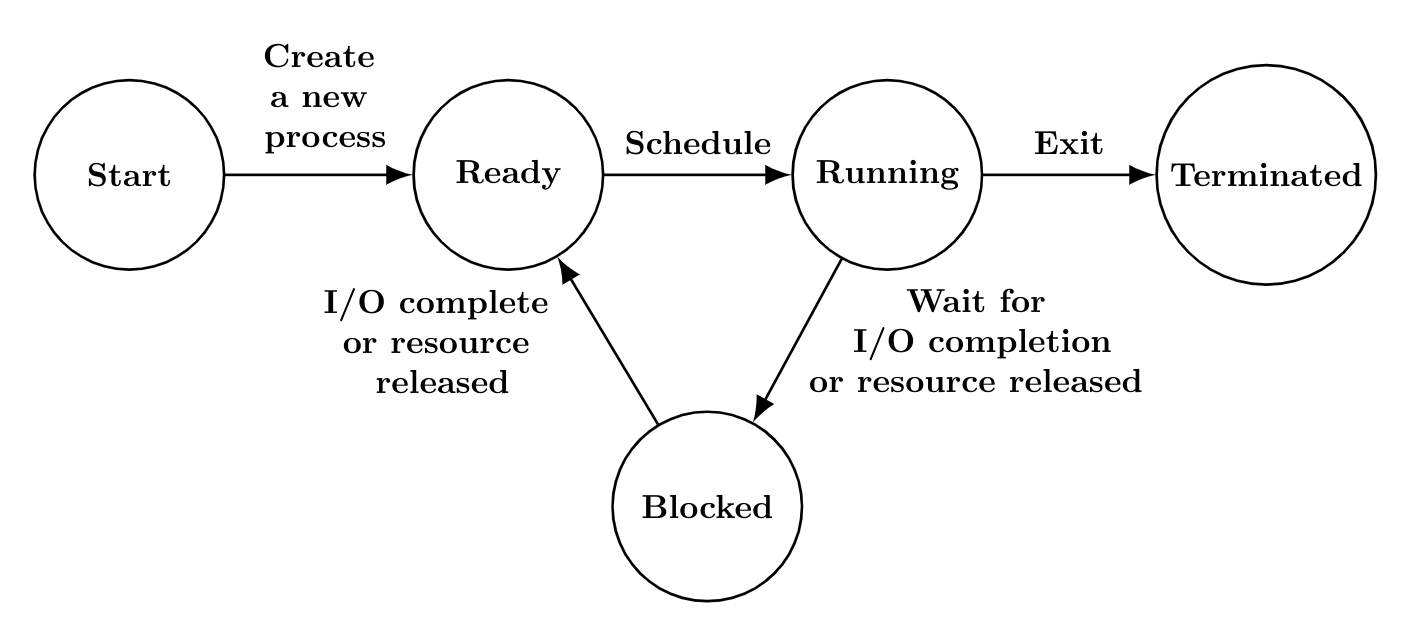 Create
a new
process
Start
Ready
Schedule
Running
Exit
Terminated
I/O complete
or resource
released
Wait for
I/O completion
or resource released
Blocked